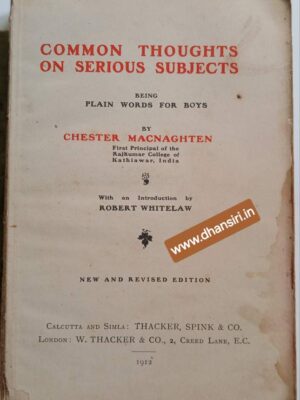 COMMON THOUGHTS
ON SERIOUS SUBJECTS
BEING
PLAIN WORDS FOR BOYS
BY
CHESTER MACNAGHTEN
First Principal of the
Rajkumar College of
Kathiawar, India
With an Introduction by
ROBERT WHITELAW
www.dhansiri.in
NEW AND REVISED EDITION
Calcutta and Simla: THACKER, SPINK & CO.
London: W. THACKER & CO., 2, Creed Lane, E.C.
1912